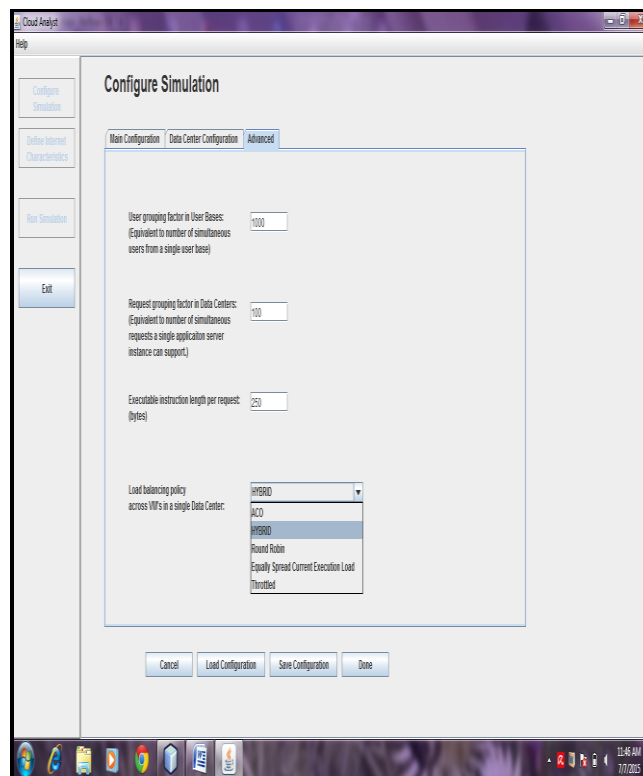 Cloud Analyst
Help
Configure
Simulation
Define Internet
Characteristics
Run Simulation
Exit
Configure Simulation
Main Configuration
Data Center Configuration
Advanced
User grouping factor in User Bases:
(Equivalent to number of simultaneous
users from a single user base)
1000
Request grouping factor in Data Centers:
(Equivalent to number of simultaneous
requests a single applicaiton server
instance can support.)
100
Executable instruction length per request:
(bytes)
250
Load balancing policy
across VM's in a single Data Center:
HYBRID
ACO
HYBRID
Round Robin
Equally Spread Current Execution Load
Throttled
Cancel
Load Configuration
Save Configuration
Done
11:46 AM
7/7/2015